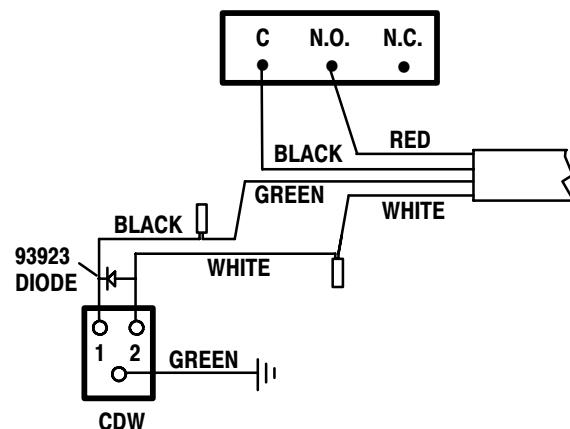 C N.O. N.C.
RED
BLACK
GREEN
WHITE
BLACK
93923
DIODE
WHITE
1 2
GREEN
CDW